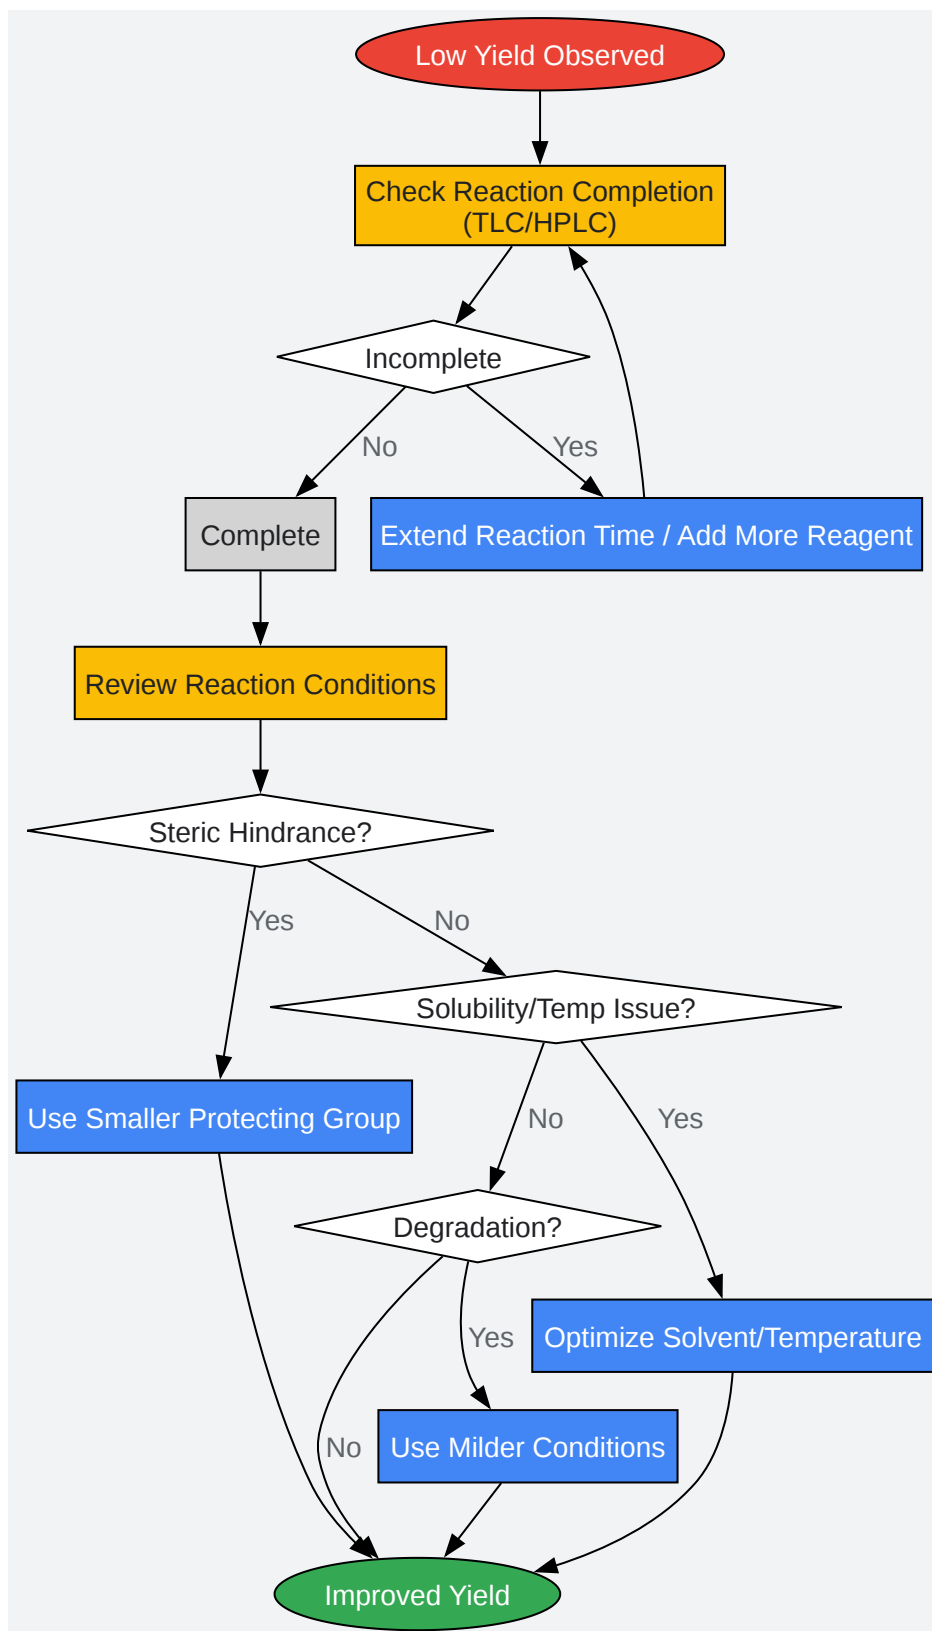 Low Yield Observed
Check Reaction Completion
(TLC/HPLC)
Incomplete
No
Yes
Complete
Extend Reaction Time / Add More Reagent
Review Reaction Conditions
Steric Hindrance?
Yes
No
Solubility/Temp Issue?
Use Smaller Protecting Group
No
Yes
Degradation?
Yes
Optimize Solvent/Temperature
No
Use Milder Conditions
Improved Yield